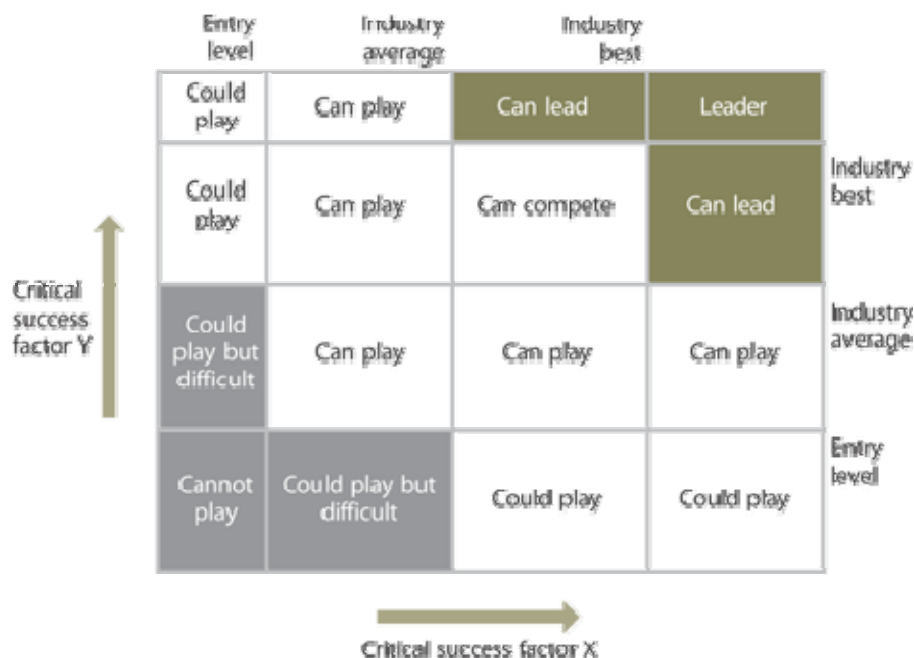 Entry
level
Industry
average
Industry
best
Could
play
Can play
Can lead
Leader
Could
play
Can play
Can compete
Can lead
Industry
best
Critical
success
factor Y
Could
play but
difficult
Can play
Can play
Can play
Industry
average
Cannot
play
Could play but
difficult
Could play
Could play
Entry
level
Critical success factor X